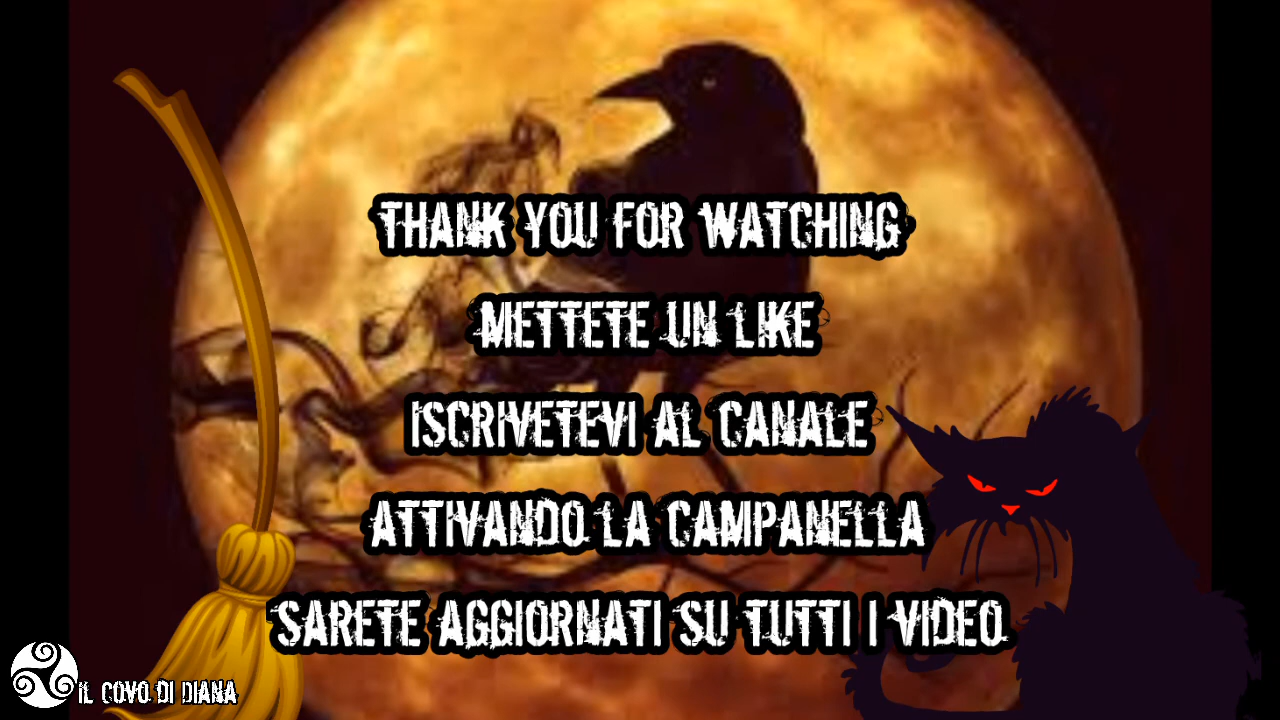 THANK YOU FOR WATCHING
METTETE UN LIKE
ISCRIVETEVI AL CANALE
ATTIVANDO LA CAMPANELLA
SARETE AGGIORNATI SU TUTTI I VIDEO
IL COVO DI DIANA